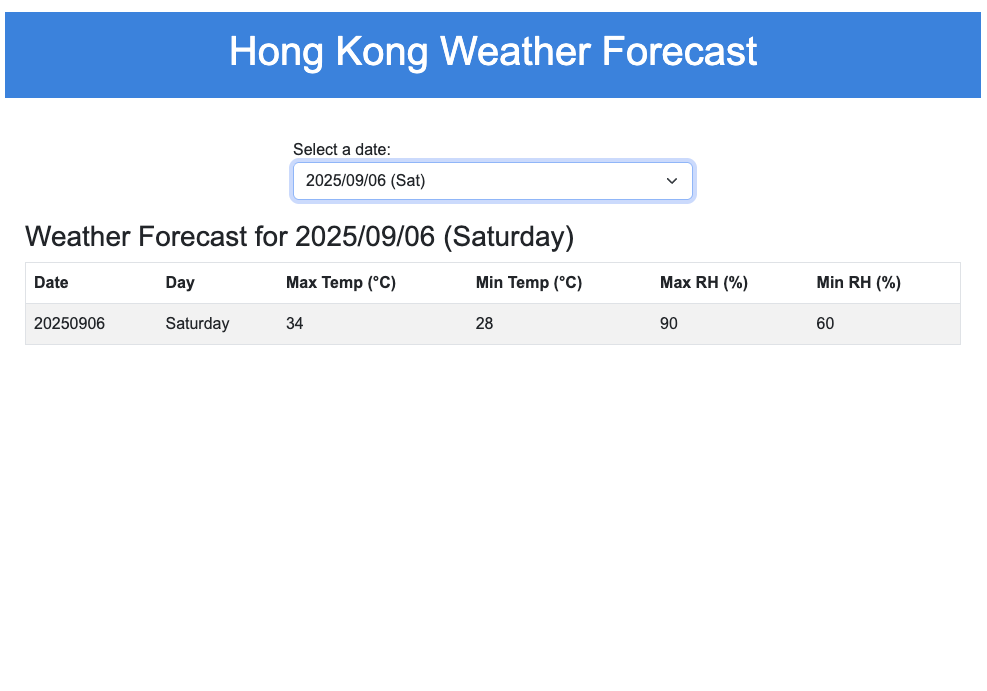 Hong Kong Weather Forecast
Select a date:
2025/09/06 (Sat)
Weather Forecast for 2025/09/06 (Saturday)
Date Day Max Temp (°C) Min Temp (°C) Max RH (%) Min RH (%)
20250906 Saturday 34 28 90 60